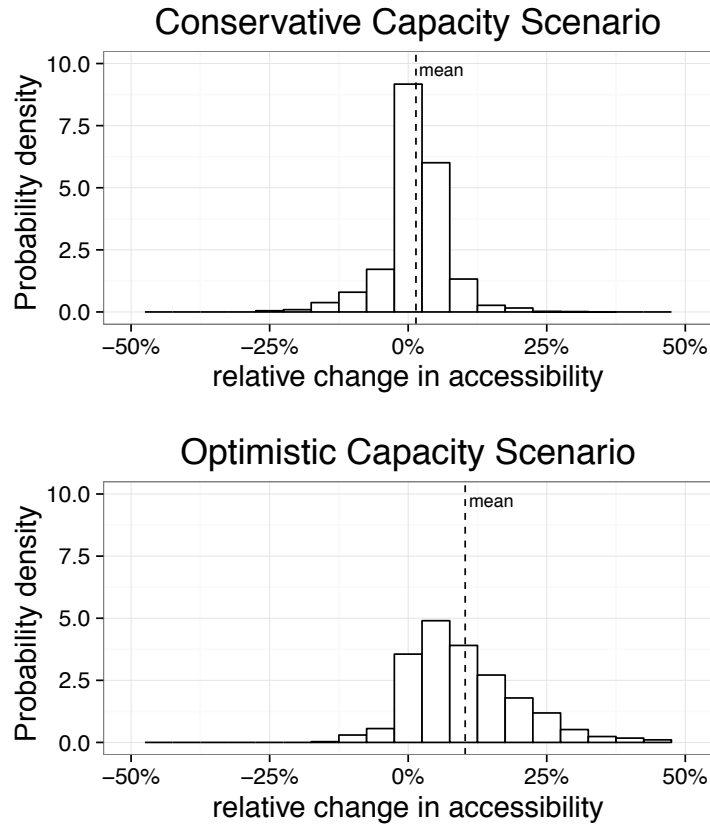 Conservative Capacity Scenario
10.0
mean
7.5
5.0
2.5
0.0
Probability density
−50% −25% 0% 25% 50%
relative change in accessibility
Optimistic Capacity Scenario
10.0
mean
7.5
5.0
2.5
0.0
Probability density
−50% −25% 0% 25% 50%
relative change in accessibility